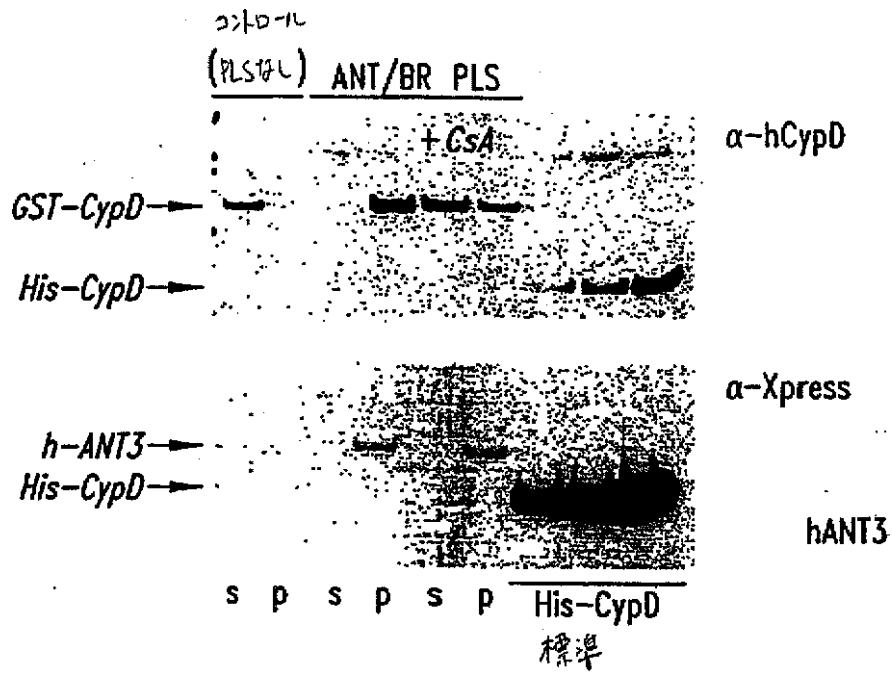 コントロール
(PLSなし) ANT/BR PLS
+CsA
α-hCypD
GST-CypD
His-CypD
α-Xpress
h-ANT3
His-CypD
hANT3
s p s p s p His-CypD
標準